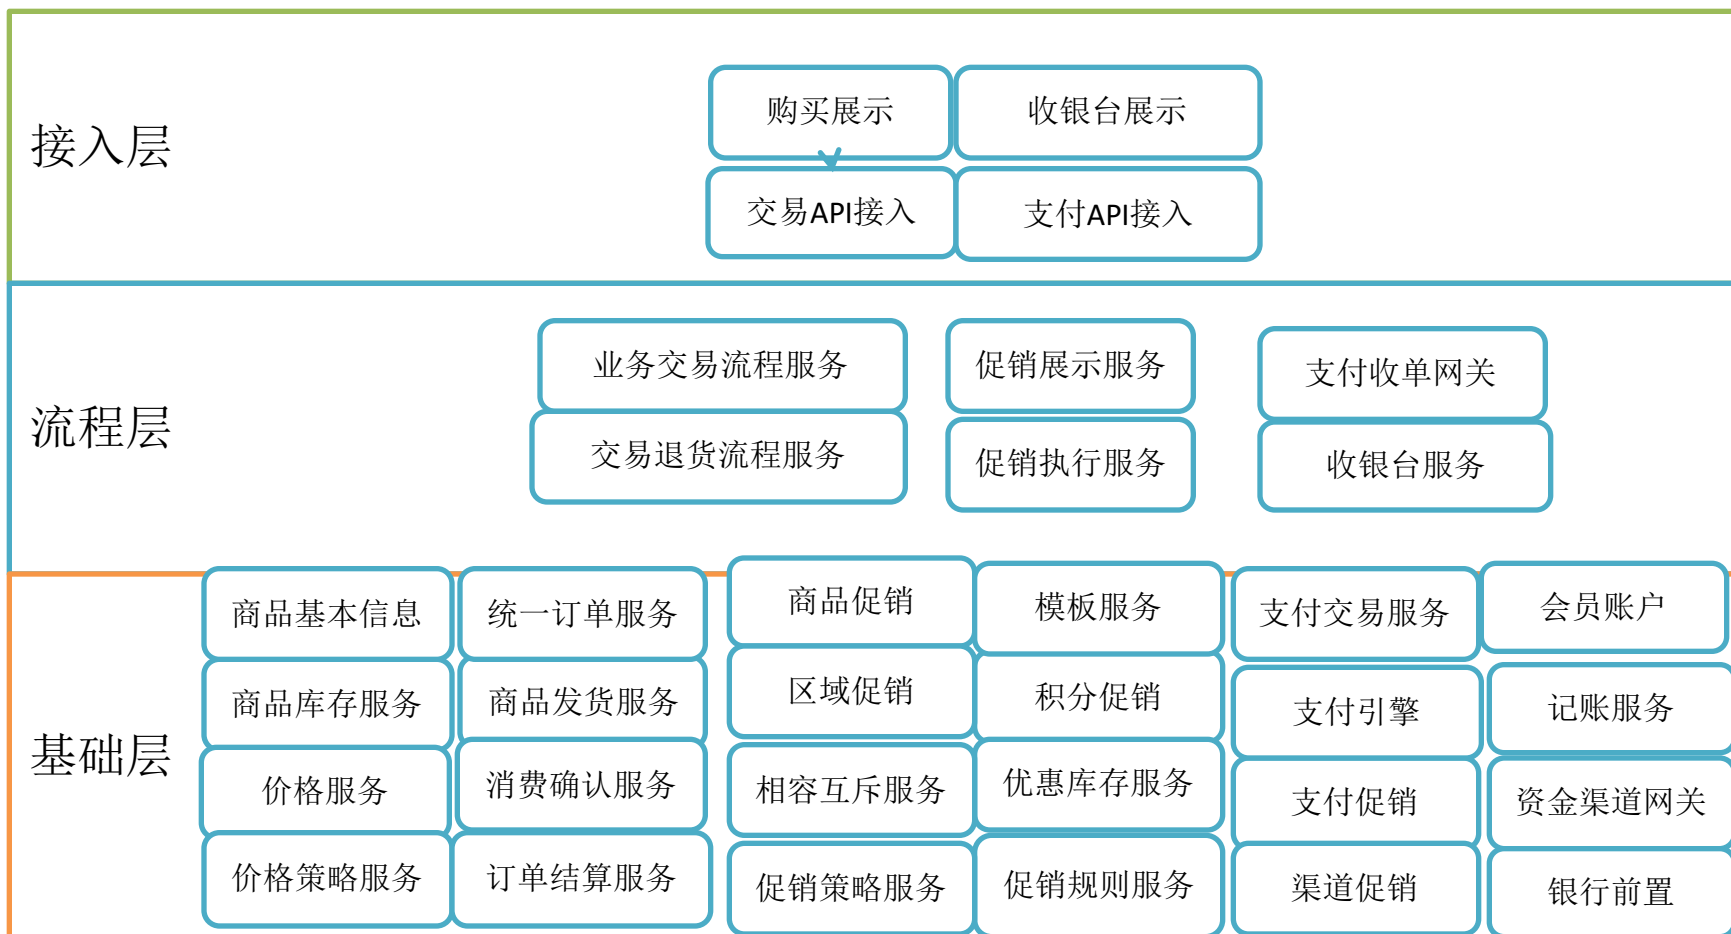 接入层
购买展示
收银台展示
交易API接入
支付API接入
流程层
业务交易流程服务
促销展示服务
支付收单网关
交易退货流程服务
促销执行服务
收银台服务
基础层
商品基本信息
统一订单服务
商品促销
模板服务
支付交易服务
会员账户
商品库存服务
商品发货服务
区域促销
积分促销
支付引擎
记账服务
价格服务
消费确认服务
相容互斥服务
优惠库存服务
支付促销
资金渠道网关
价格策略服务
订单结算服务
促销策略服务
促销规则服务
渠道促销
银行前置